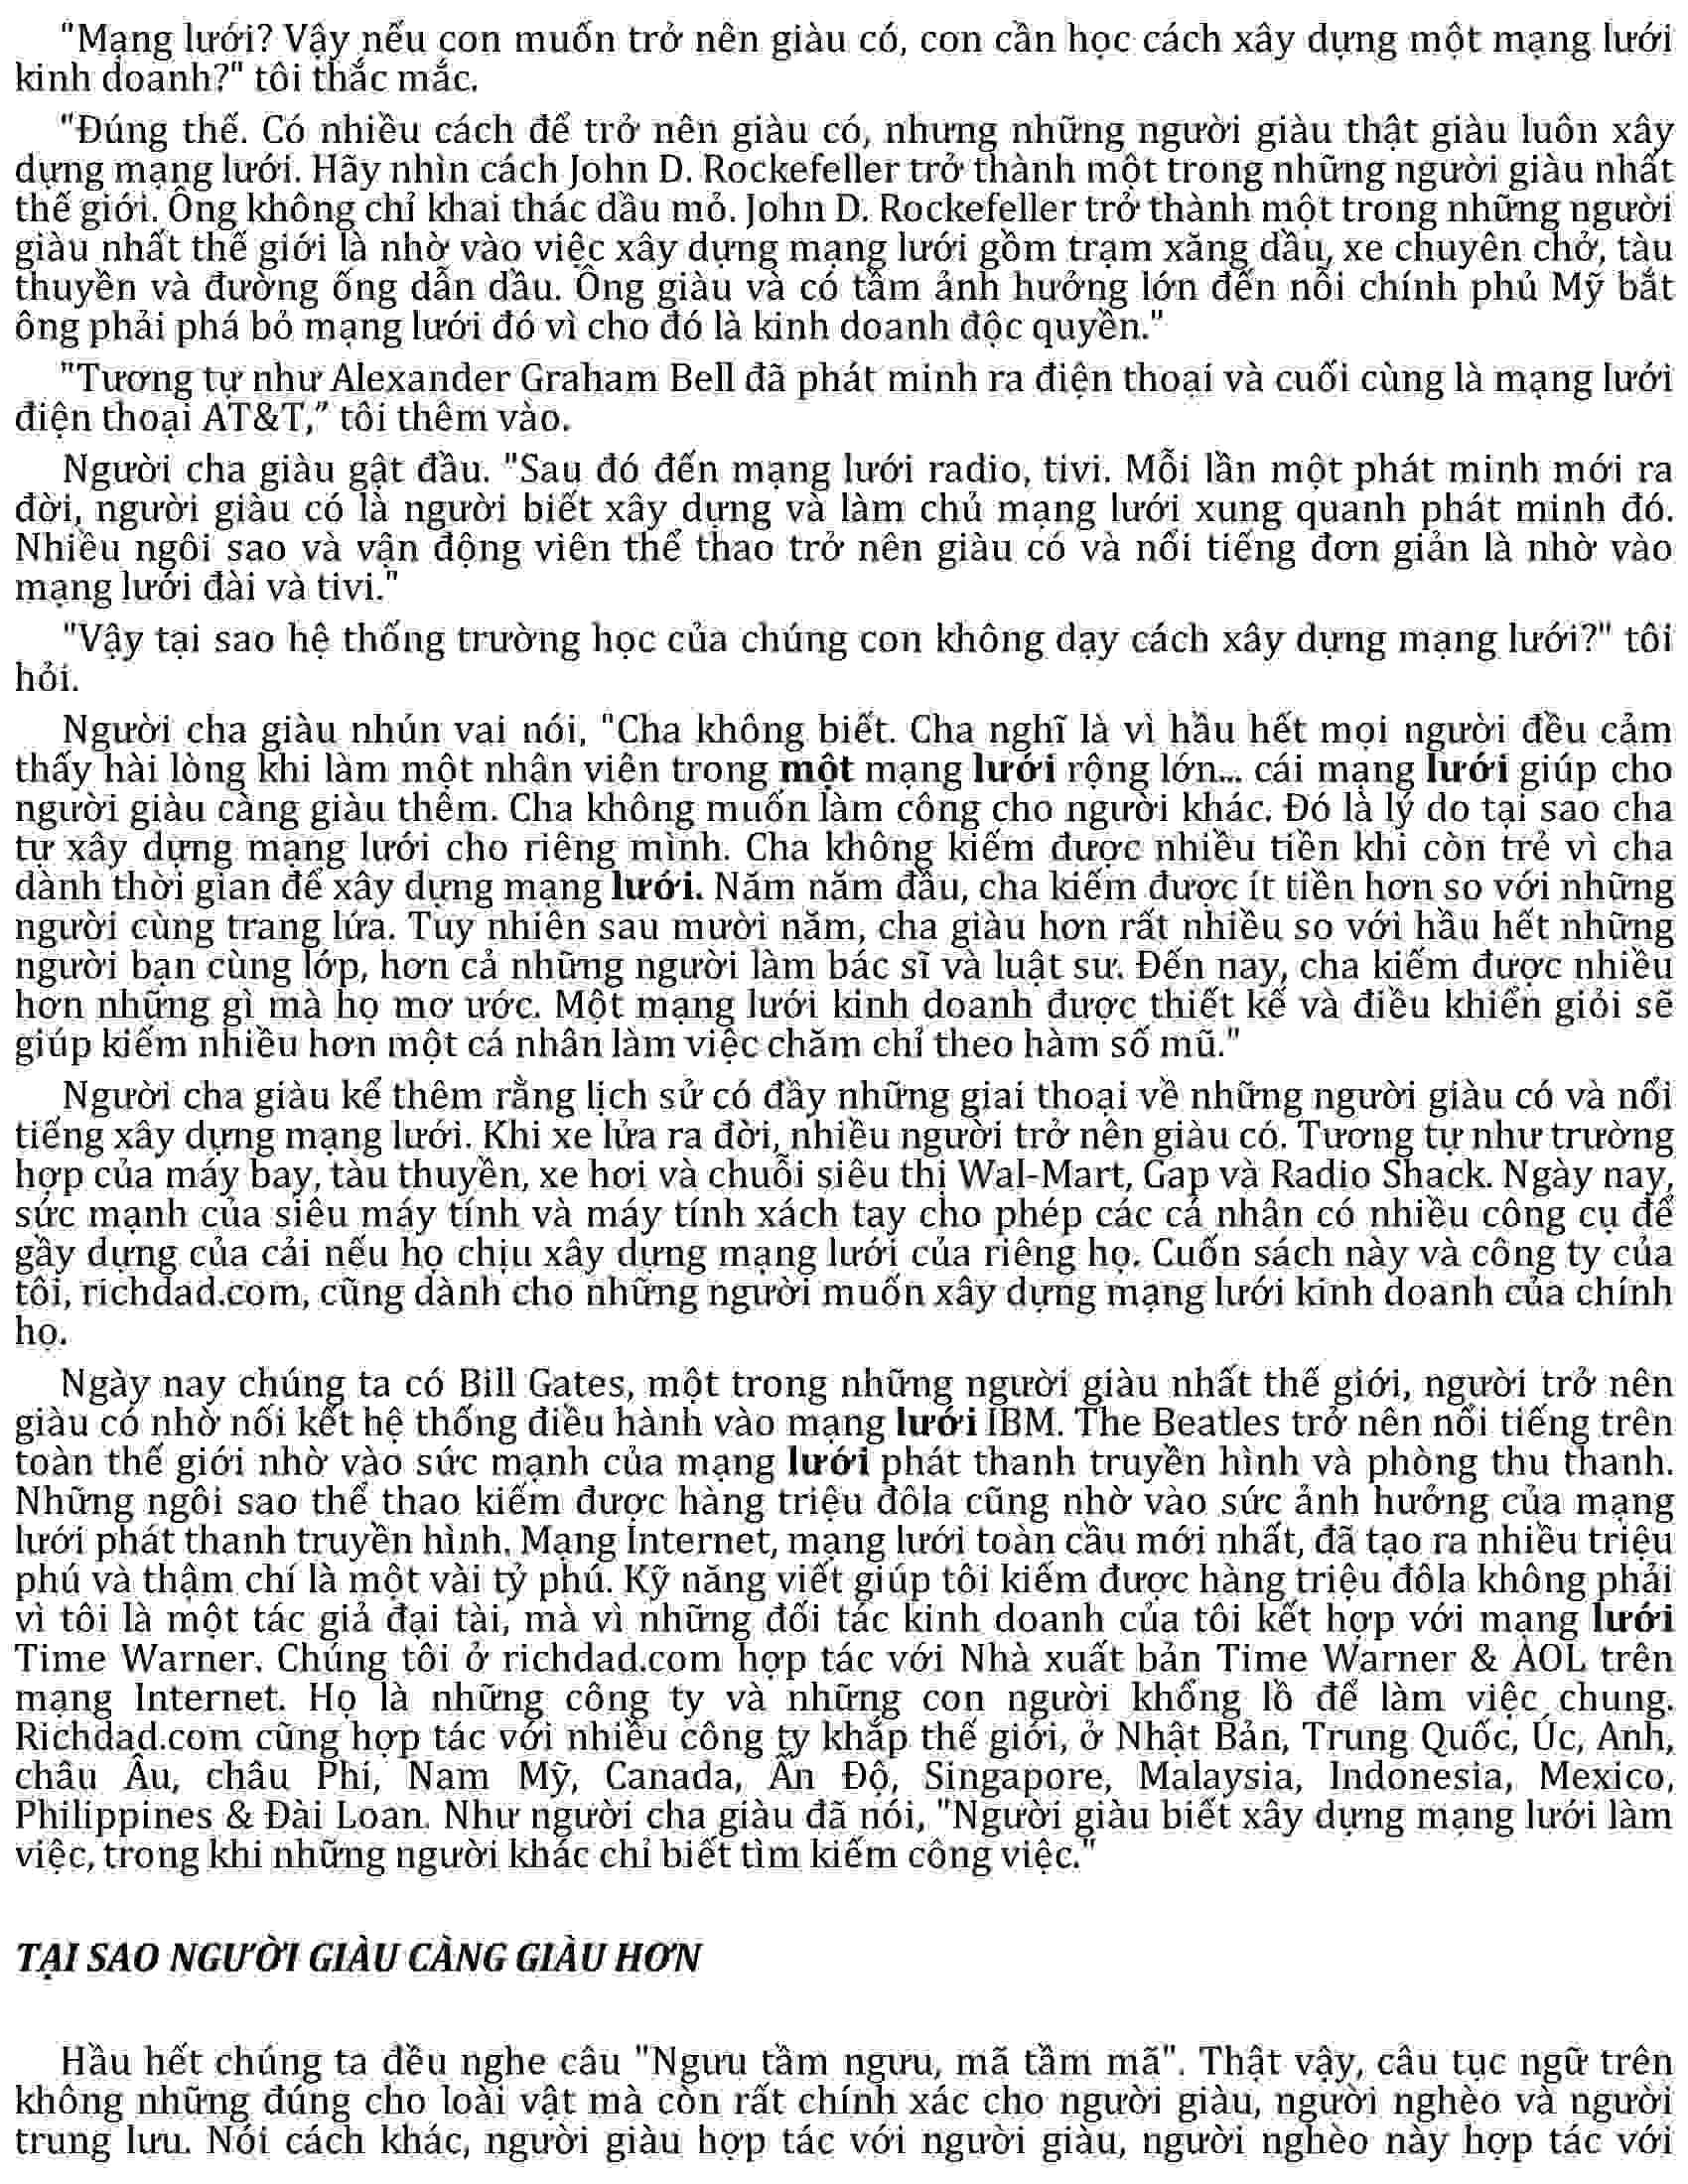 "Mạng lưới? Vậy nếu con muốn trở nên giàu có, con cần học cách xây dựng một mạng lưới
kinh doanh?" tôi thắc mắc.
"Đúng thế. Có nhiều cách để trở nên giàu có, nhưng những người giàu thật giàu luôn xây
dựng mạng lưới. Hãy nhìn cách John D. Rockefeller trở thành một trong những người giàu nhất
thế giới. Ông không chỉ khai thác dầu mỏ. John D. Rockefeller trở thành một trong những người
giàu nhất thế giới là nhờ vào việc xây dựng mạng lưới gồm trạm xăng dầu, xe chuyên chở, tàu
thuyền và đường ống dẫn dầu. Ông giàu và có tầm ảnh hưởng lớn đến nỗi chính phủ Mỹ bắt
ông phải phá bỏ mạng lưới đó vì cho đó là kinh doanh độc quyền."
"Tương tự như Alexander Graham Bell đã phát minh ra điện thoại và cuối cùng là mạng lưới
điện thoại AT&T," tôi thêm vào.
Người cha giàu gật đầu. "Sau đó đến mạng lưới radio, tivi. Mỗi lần một phát minh mới ra
đời, người giàu có là người biết xây dựng và làm chủ mạng lưới xung quanh phát minh đó.
Nhiều ngôi sao và vận động viên thể thao trở nên giàu có và nổi tiếng đơn giản là nhờ vào
mạng lưới đài và tivi."
"Vậy tại sao hệ thống trường học của chúng con không dạy cách xây dựng mạng lưới?" tôi
hỏi.
Người cha giàu nhún vai nói, "Cha không biết. Cha nghĩ là vì hầu hết mọi người đều cảm
thấy hài lòng khi làm một nhân viên trong một mạng lưới rộng lớn... cái mạng lưới giúp cho
người giàu càng giàu thêm. Cha không muốn làm công cho người khác. Đó là lý do tại sao cha
tự xây dựng mạng lưới cho riêng mình. Cha không kiếm được nhiều tiền khi còn trẻ vì cha
dành thời gian để xây dựng mạng lưới. Năm năm đầu, cha kiếm được ít tiền hơn so với những
người cùng trang lứa. Tuy nhiên sau mười năm, cha giàu hơn rất nhiều so với hầu hết những
người bạn cùng lớp, hơn cả những người làm bác sĩ và luật sư. Đến nay, cha kiếm được nhiều
hơn những gì mà họ mơ ước. Một mạng lưới kinh doanh được thiết kế và điều khiển giỏi sẽ
giúp kiếm nhiều hơn một cá nhân làm việc chăm chỉ theo hàm số mũ."
Người cha giàu kể thêm rằng lịch sử có đầy những giai thoại về những người giàu có và nổi
tiếng xây dựng mạng lưới. Khi xe lửa ra đời, nhiều người trở nên giàu có. Tương tự như trường
hợp của máy bay, tàu thuyền, xe hơi và chuỗi siêu thị Wal-Mart, Gap và Radio Shack. Ngày nay,
sức mạnh của siêu máy tính và máy tính xách tay cho phép các cá nhân có nhiều công cụ để
gầy dựng của cải nếu họ chịu xây dựng mạng lưới của riêng họ. Cuốn sách này và công ty của
tôi, richdad.com, cũng dành cho những người muốn xây dựng mạng lưới kinh doanh của chính
họ.
Ngày nay chúng ta có Bill Gates, một trong những người giàu nhất thế giới, người trở nên
giàu có nhờ nối kết hệ thống điều hành vào mạng lưới IBM. The Beatles trở nên nổi tiếng trên
toàn thế giới nhờ vào sức mạnh của mạng lưới phát thanh truyền hình và phòng thu thanh.
Những ngôi sao thể thao kiếm được hàng triệu đôla cũng nhờ vào sức ảnh hưởng của mạng
lưới phát thanh truyền hình. Mạng Internet, mạng lưới toàn cầu mới nhất, đã tạo ra nhiều triệu
phú và thậm chí là một vài tỷ phú. Kỹ năng viết giúp tôi kiếm được hàng triệu đôla không phải
vì tôi là một tác giả đại tài, mà vì những đối tác kinh doanh của tôi kết hợp với mạng lưới
Time Warner. Chúng tôi ở richdad.com hợp tác với Nhà xuất bản Time Warner & AOL trên
mạng Internet. Họ là những công ty và những con người khổng lồ để làm việc chung.
Richdad.com cũng hợp tác với nhiều công ty khắp thế giới, ở Nhật Bản, Trung Quốc, Úc, Anh,
châu Âu, châu Phi, Nam Mỹ, Canada, Ấn Độ, Singapore, Malaysia, Indonesia, Mexico,
Philippines & Đài Loan. Như người cha giàu đã nói, "Người giàu biết xây dựng mạng lưới làm
việc, trong khi những người khác chỉ biết tìm kiếm công việc."
TẠI SAO NGƯỜI GIÀU CÀNG GIÀU HƠN
Hầu hết chúng ta đều nghe câu "Ngưu tầm ngưu, mã tầm mã". Thật vậy, câu tục ngữ trên
không những đúng cho loài vật mà còn rất chính xác cho người giàu, người nghèo và người
trung lưu. Nói cách khác, người giàu hợp tác với người giàu, người nghèo này hợp tác với